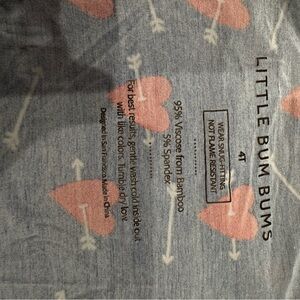 LITTLE BUM BUMS
4T
WEAR SNUG-FITTING
NOT FLAME RESISTANT
95% Viscose from Bamboo
5% Spandex
For best results, gentle wash cold inside out
with like colors. Tumble dry low.
Designed in San Francisco. Made in China